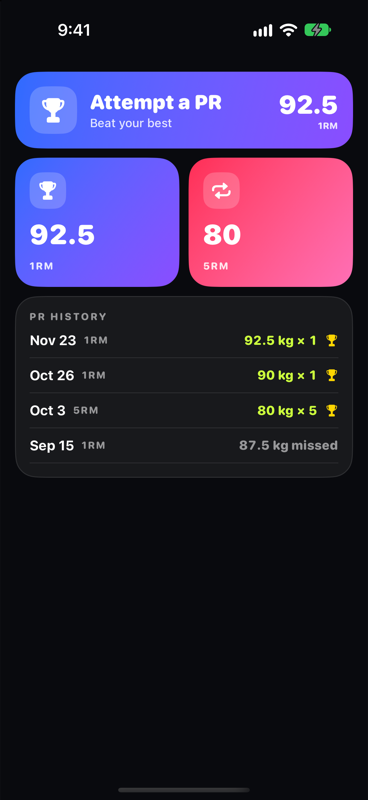 9:41
Attempt a PR
Beat your best
92.5
1RM
92.5
1RM
80
5RM
PR HISTORY
Nov 23 1RM 92.5 kg × 1
Oct 26 1RM 90 kg × 1
Oct 3 5RM 80 kg × 5
Sep 15 1RM 87.5 kg missed